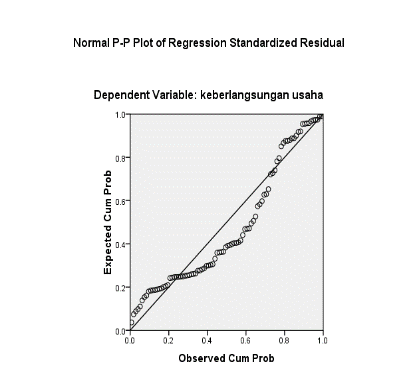 Normal P-P Plot of Regression Standardized Residual
Dependent Variable: keberlangsungan usaha
1.0
0.8
0.6
0.4
0.2
0.0
Expected Cum Prob
0.0 0.2 0.4 0.6 0.8 1.0
Observed Cum Prob